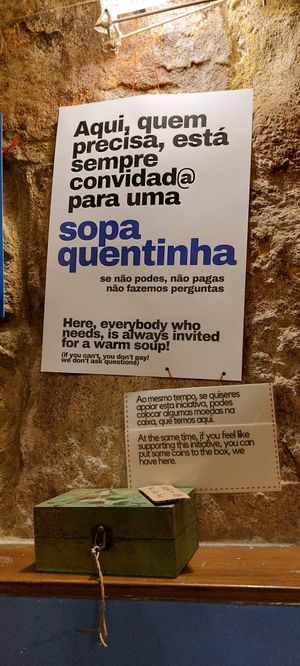 Aqui, quem
precisa, está
sempre
convidad@
para uma
sopa
quentinha
se não podes, não pagas
não fazemos perguntas
Here, everybody who
needs, is always invited
for a warm soup!
(if you can't, you don't pay!
we don't ask questions)
Ao mesmo tempo, se quiseres
apoiar esta iniciativa, podes
colocar algumas moedas na
caixa, que temos aqui.
At the same time, if you feel like
supporting this initiative, you can
put some coins to the box, we
have here.